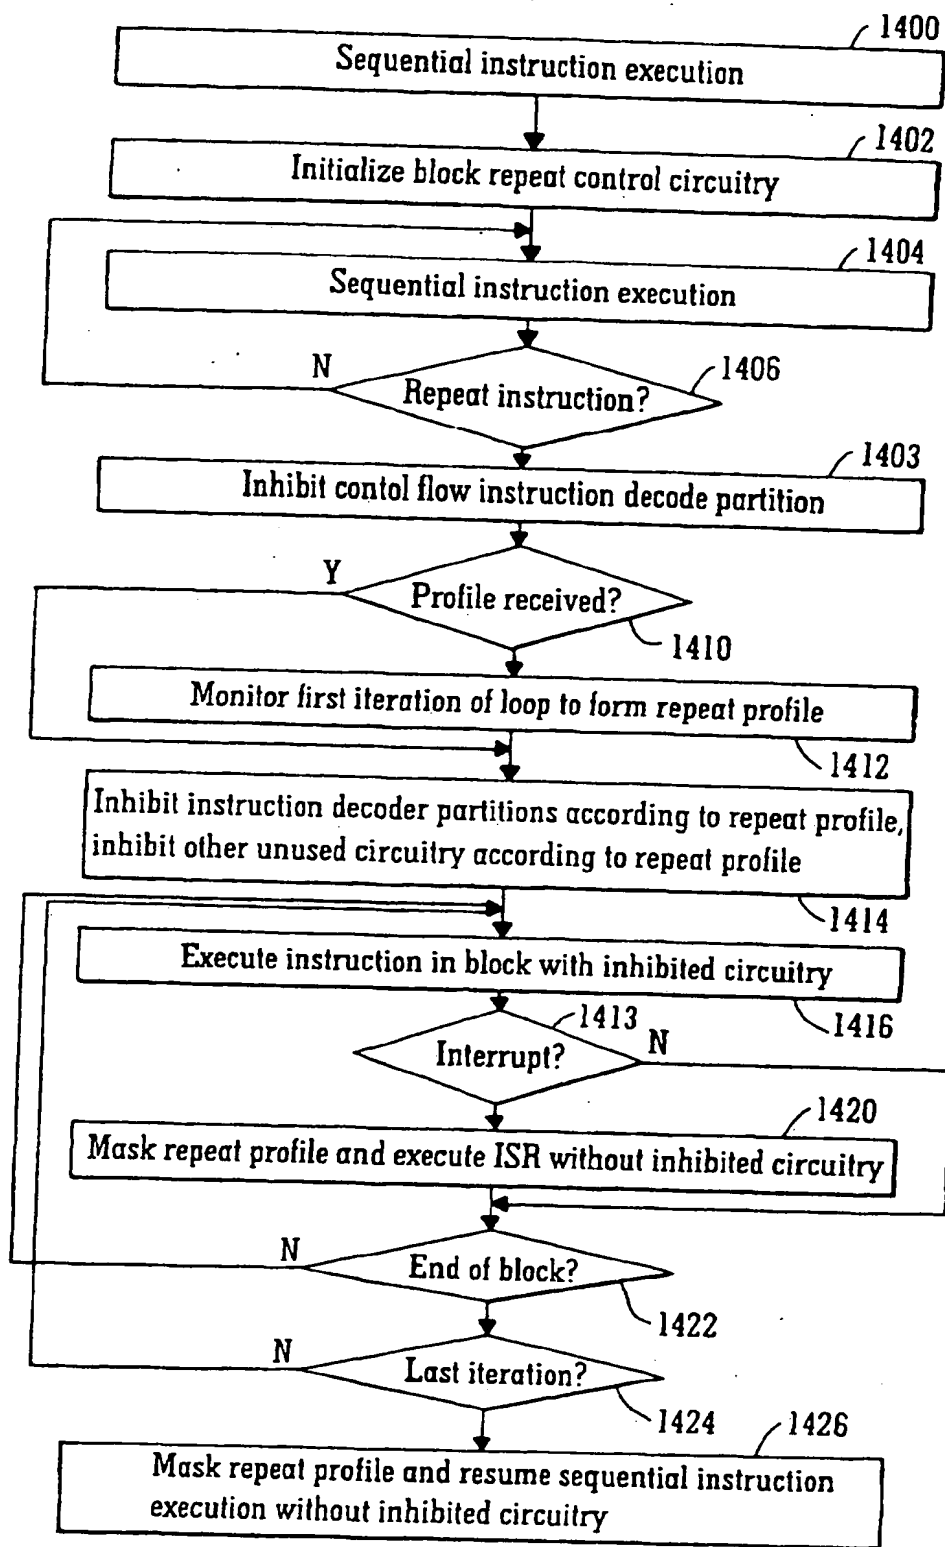 1400
Sequential instruction execution
1402
Initialize block repeat control circuitry
1404
Sequential instruction execution
N
1406
Repeat instruction?
1403
Inhibit contol flow instruction decode partition
Y
Profile received?
1410
Monitor first iteration of loop to form repeat profile
1412
Inhibit instruction decoder partitions according to repeat profile,
inhibit other unused circuitry according to repeat profile
1414
Execute instruction in block with inhibited circuitry
1416
1413
Interrupt?
N
1420
Mask repeat profile and execute ISR without inhibited circuitry
N
End of block?
1422
N
Last iteration?
1424
1426
Mask repeat profile and resume sequential instruction
execution without inhibited circuitry